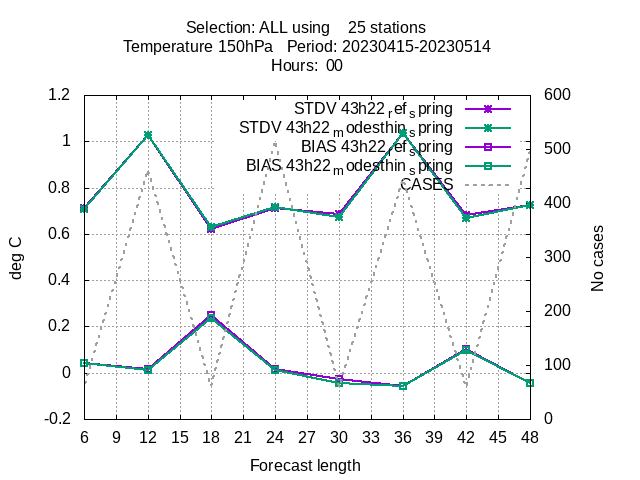 Selection: ALL using    25 stations
Temperature 150hPa   Period: 20230415-20230514
Hours:  00
STDV 43h22_ref_spring
STDV 43h22_modesthin_spring
BIAS 43h22_ref_spring
BIAS 43h22_modesthin_spring
CASES
1.2
1
0.8
0.6
0.4
0.2
0
-0.2
deg C
600
500
400
300
200
100
0
No cases
6 9 12 15 18 21 24 27 30 33 36 39 42 45 48
Forecast length